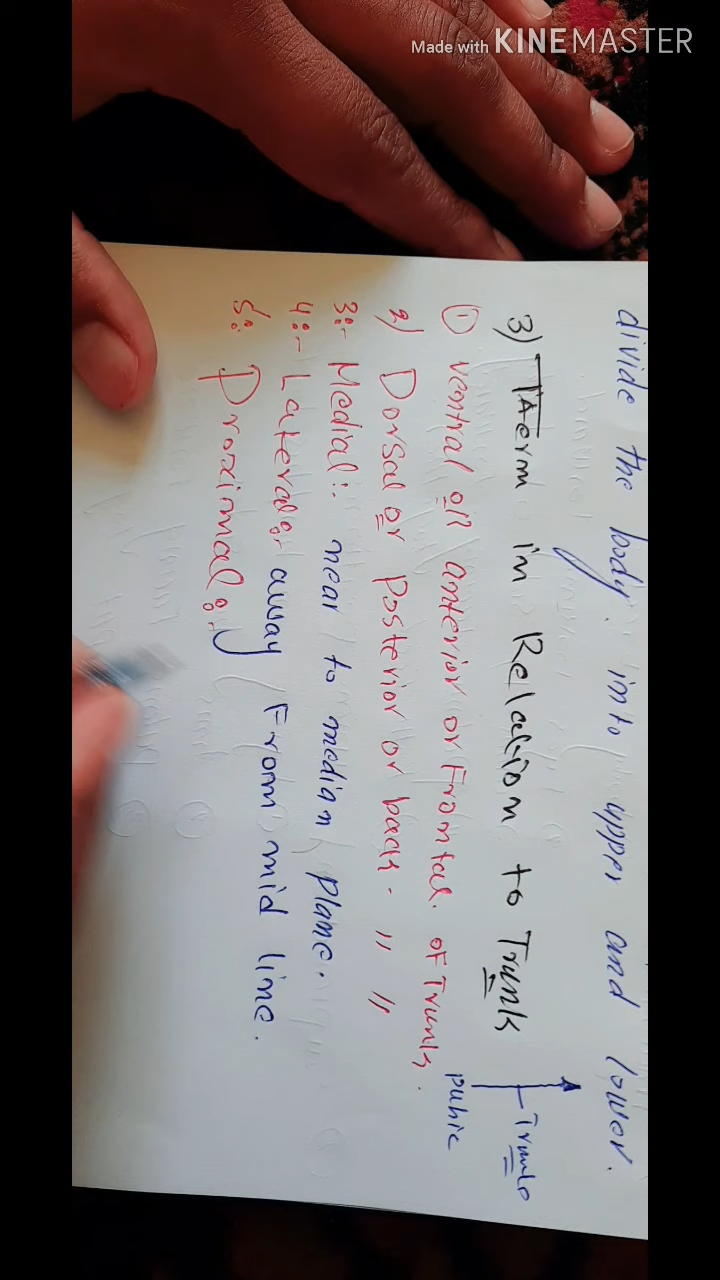 Made with KINEMASTER
divide the body into upper and lower.
3) Term in Relation to Trunk
Trunk
pubic
1) ventral or anterior or Frontal. of Trunk.
2) Dorsal or Posterior or back - " "
3:- Medial:- near to median plane.
4:- Lateral:- away From mid line.
5:- Proximal:-